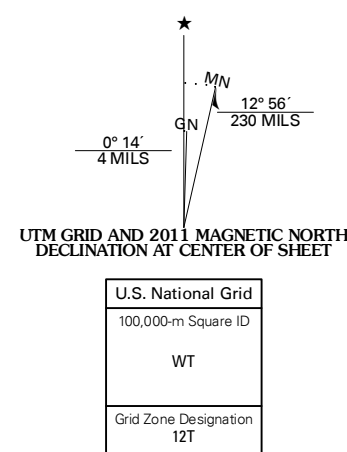 ★
MN
GN
12° 56´
230 MILS
0° 14´
4 MILS
UTM GRID AND 2011 MAGNETIC NORTH
DECLINATION AT CENTER OF SHEET
U.S. National Grid
100,000-m Square ID
WT
Grid Zone Designation
12T